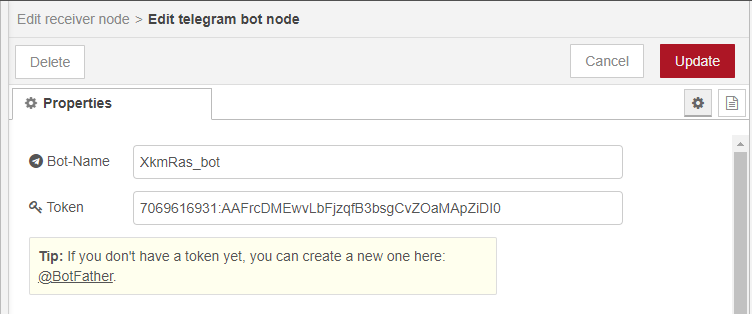 Edit receiver node > Edit telegram bot node
Delete
Cancel
Update
Properties
Bot-Name
XkmRas_bot
Token
7069616931:AAFrcDMEwvLbFjzqfB3bsgCvZOaMApZiDI0
Tip: If you don't have a token yet, you can create a new one here:
@BotFather.